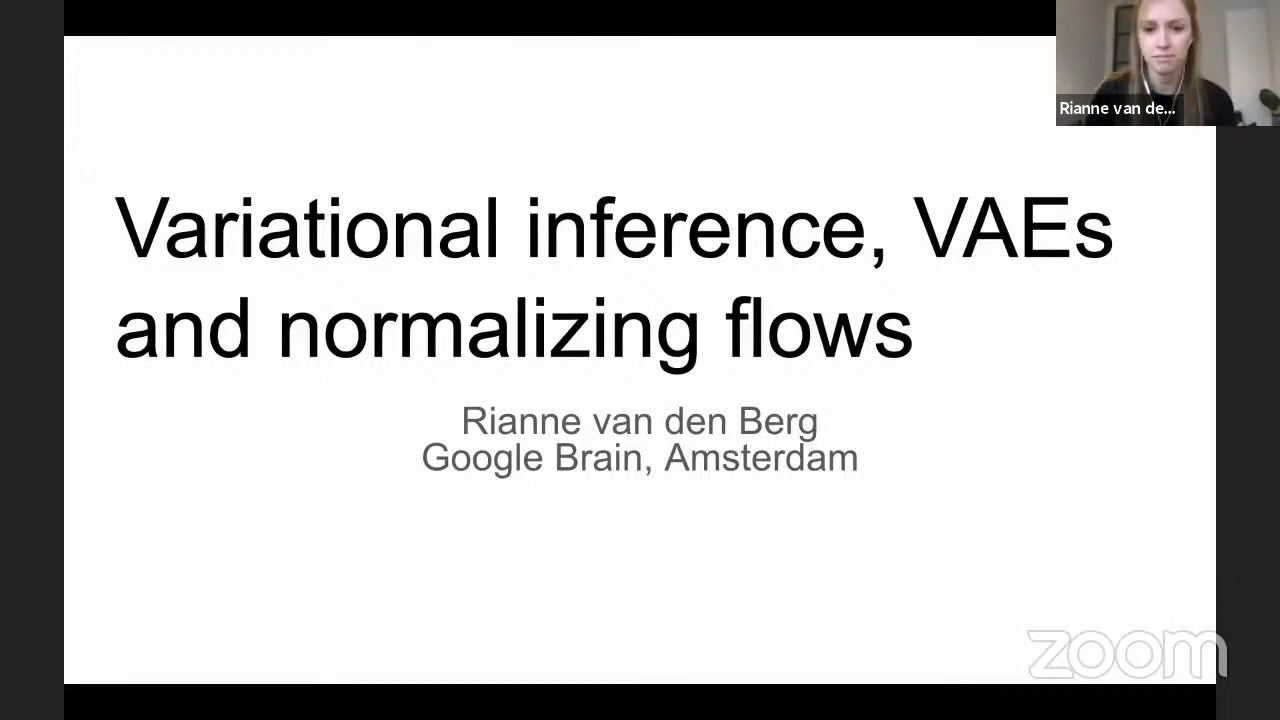 Rianne van de...
Variational inference, VAEs
and normalizing flows
Rianne van den Berg
Google Brain, Amsterdam
zoom